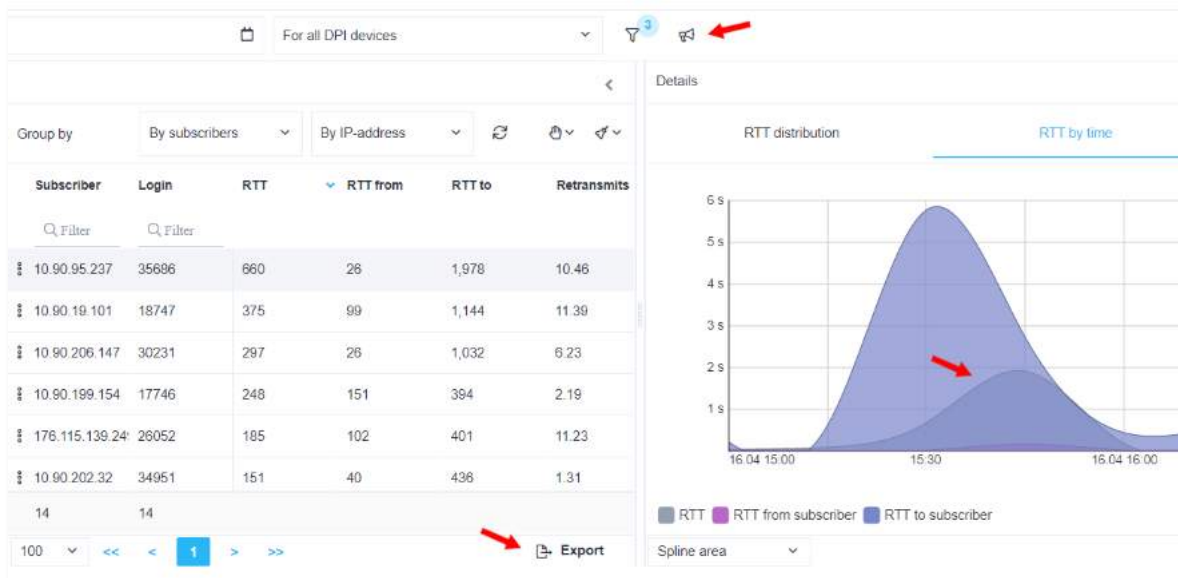 For all DPI devices
3
Details
Group by
By subscribers
By IP-address
RTT distribution
RTT by time
Subscriber Login RTT RTT from RTT to Retransmits
Filter Filter
10.90.95.237 35686 660 26 1,978 10.46
10.90.19.101 18747 375 99 1,144 11.39
10.90.206.147 30231 297 26 1,032 6.23
10.90.199.154 17746 248 151 394 2.19
176.115.139.24 26052 185 102 401 11.23
10.90.202.32 34951 151 40 436 1.31
14 14
100 << < 1 > >> Export
6 s
5 s
4 s
3 s
2 s
1 s
16.04 15:00 15:30 16.04 16:00
RTT RTT from subscriber RTT to subscriber
Spline area